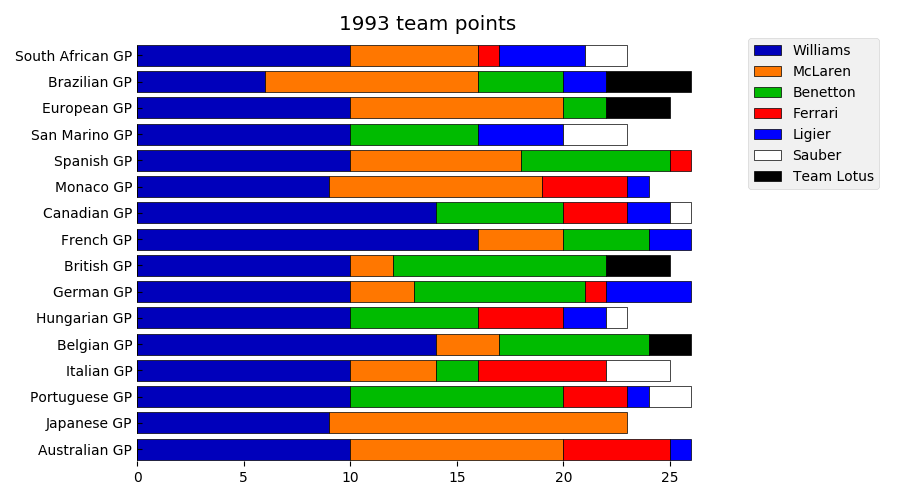 1993 team points
South African GP
Brazilian GP
European GP
San Marino GP
Spanish GP
Monaco GP
Canadian GP
French GP
British GP
German GP
Hungarian GP
Belgian GP
Italian GP
Portuguese GP
Japanese GP
Australian GP
0 5 10 15 20 25
Williams
McLaren
Benetton
Ferrari
Ligier
Sauber
Team Lotus